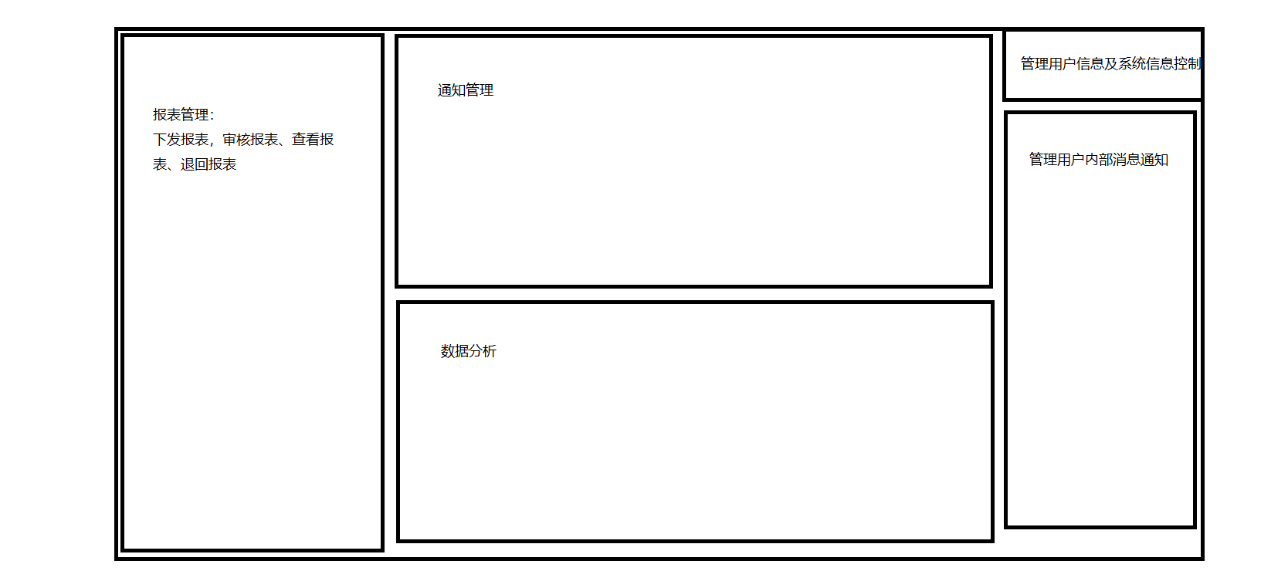 报表管理：
下发报表，审核报表、查看报
表、退回报表
通知管理
数据分析
管理用户信息及系统信息控制
管理用户内部消息通知